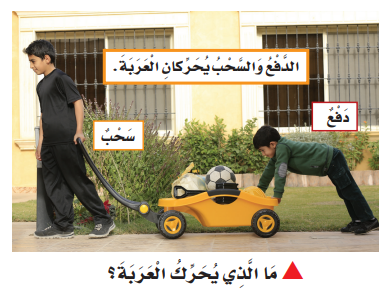 الدَّفْعُ وَالسَّحْبُ يُحَرِّكانِ الْعَرَبَةَ.
دَفْعٌ
سَحْبٌ
مَا الَّذِي يُحَرِّكُ الْعَرَبَةَ؟